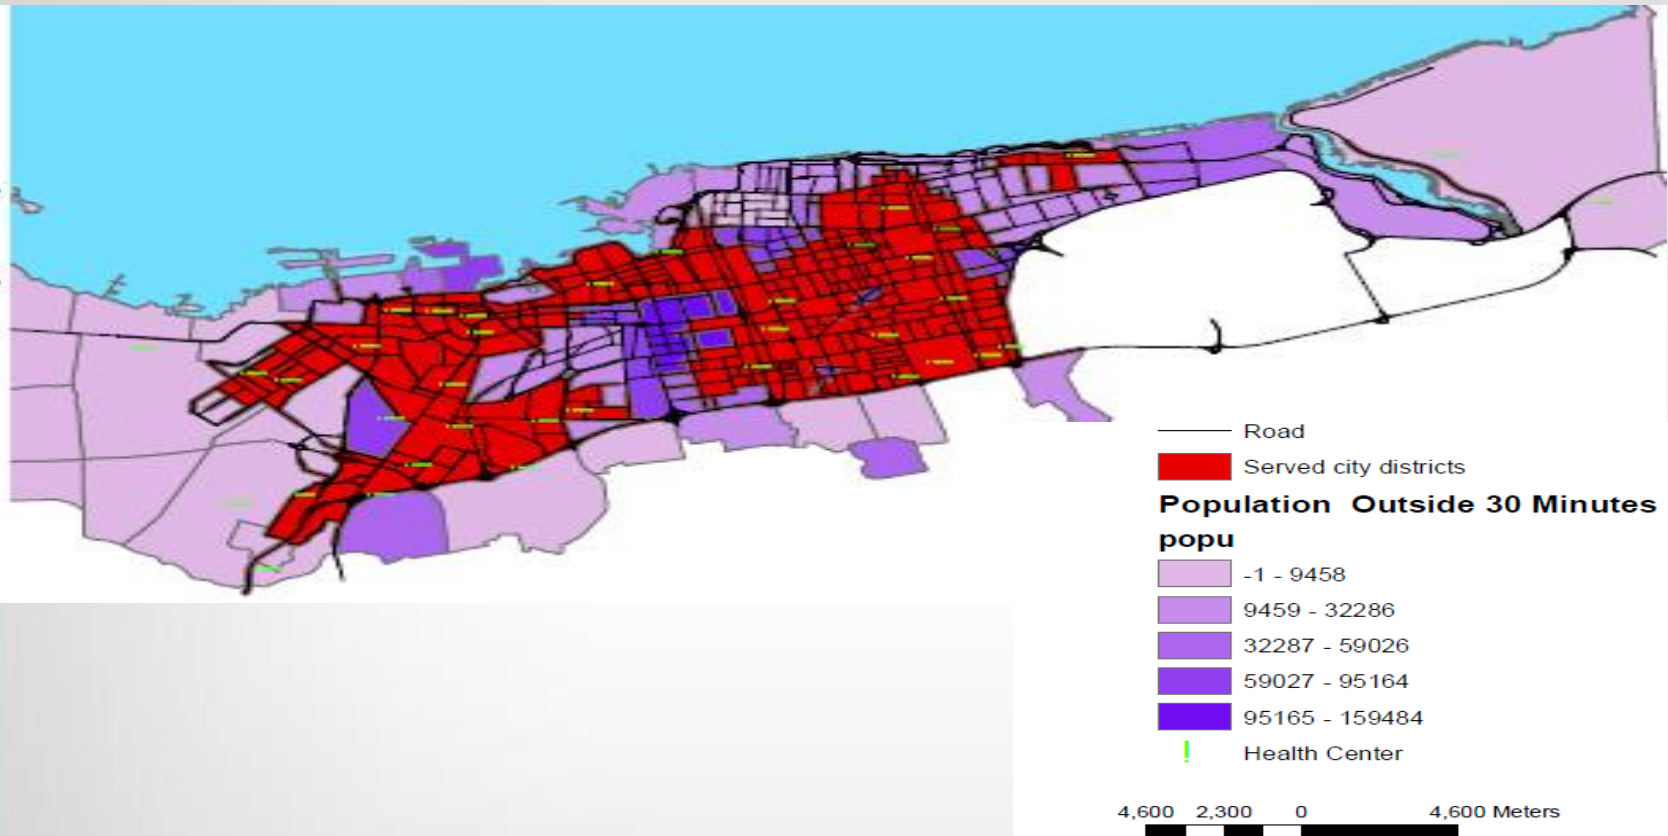 Road
Served city districts
Population Outside 30 Minutes
popu
-1 - 9458
9459 - 32286
32287 - 59026
59027 - 95164
95165 - 159484
Health Center
4,600 2,300 0 4,600 Meters